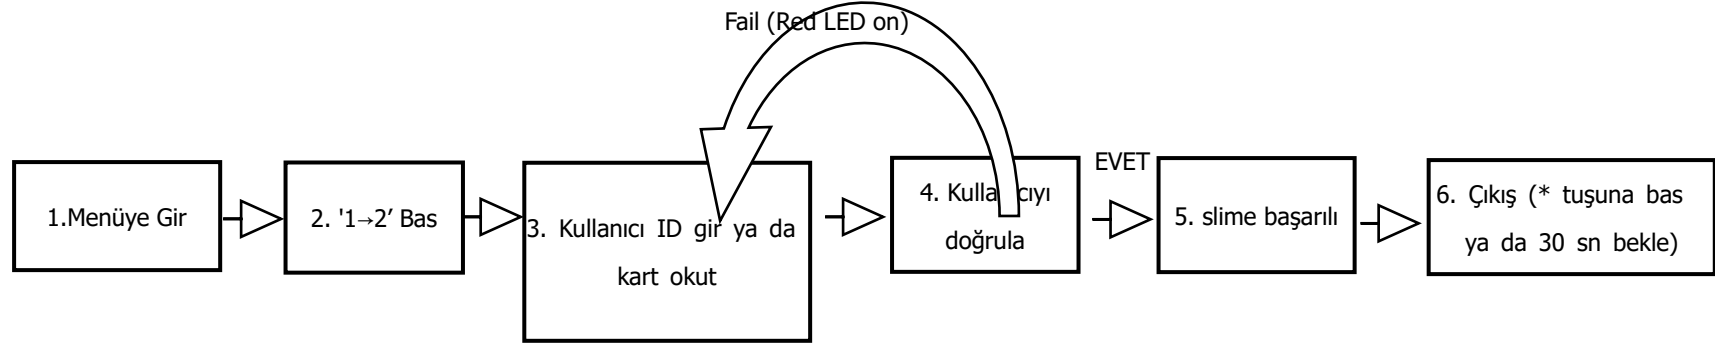 Fail (Red LED on)
1.Menüye Gir
2. '1→2’ Bas
3. Kullanıcı ID gir ya da
kart okut
4. Kulla cıyı
doğrula
EVET
5. slime başarılı
6. Çıkış (* tuşuna bas
ya da 30 sn bekle)